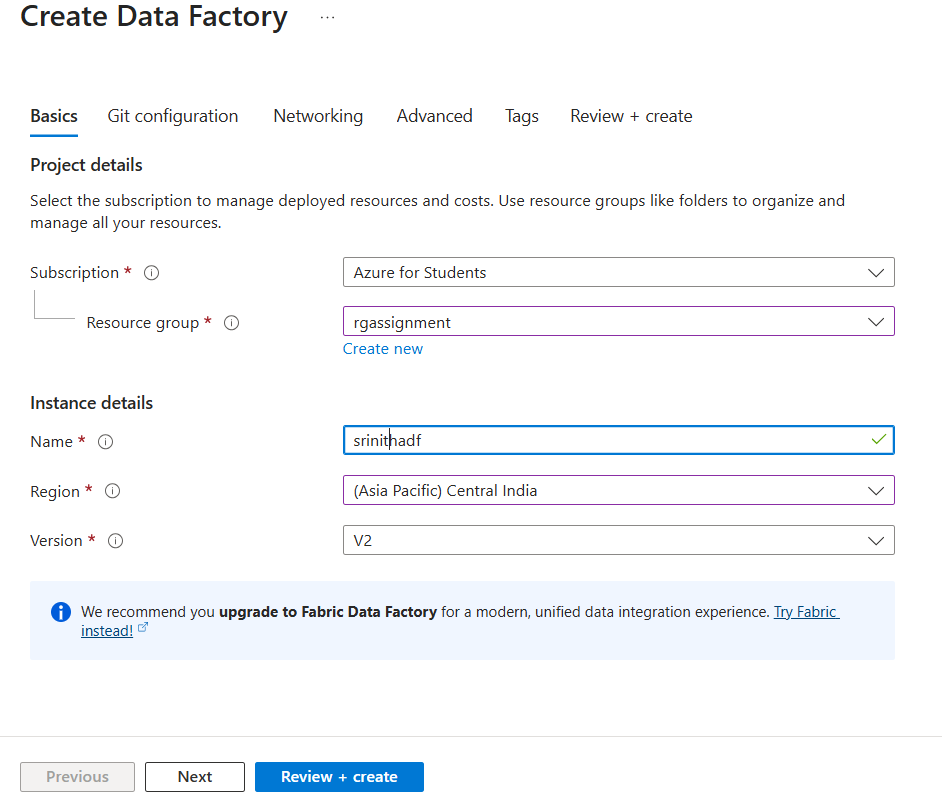 Create Data Factory ...
Basics Git configuration Networking Advanced Tags Review + create
Project details
Select the subscription to manage deployed resources and costs. Use resource groups like folders to organize and
manage all your resources.
Subscription * Azure for Students
Resource group * rgassignment
Create new
Instance details
Name * srinithadf
Region * (Asia Pacific) Central India
Version * V2
We recommend you upgrade to Fabric Data Factory for a modern, unified data integration experience. Try Fabric
instead!
Previous Next Review + create